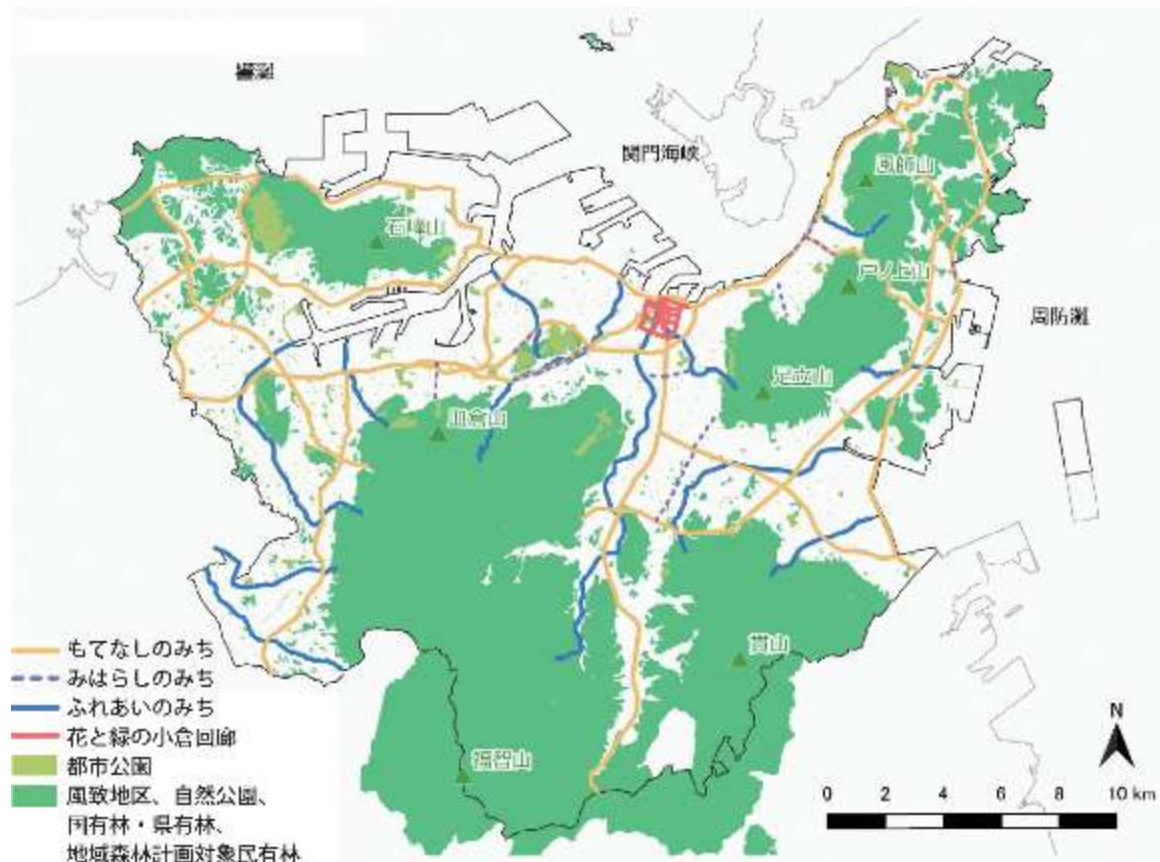 響灘
関門海峡
風師山
石峰山
戸ノ上山
周防灘
足立山
皿倉山
貫山
福智山
もてなしのみち
みはらしのみち
ふれあいのみち
花と緑の小倉回廊
都市公園
風致地区、自然公園、
国有林・県有林、
地域森林計画対象民有林
N
0 2 4 6 8 10 km